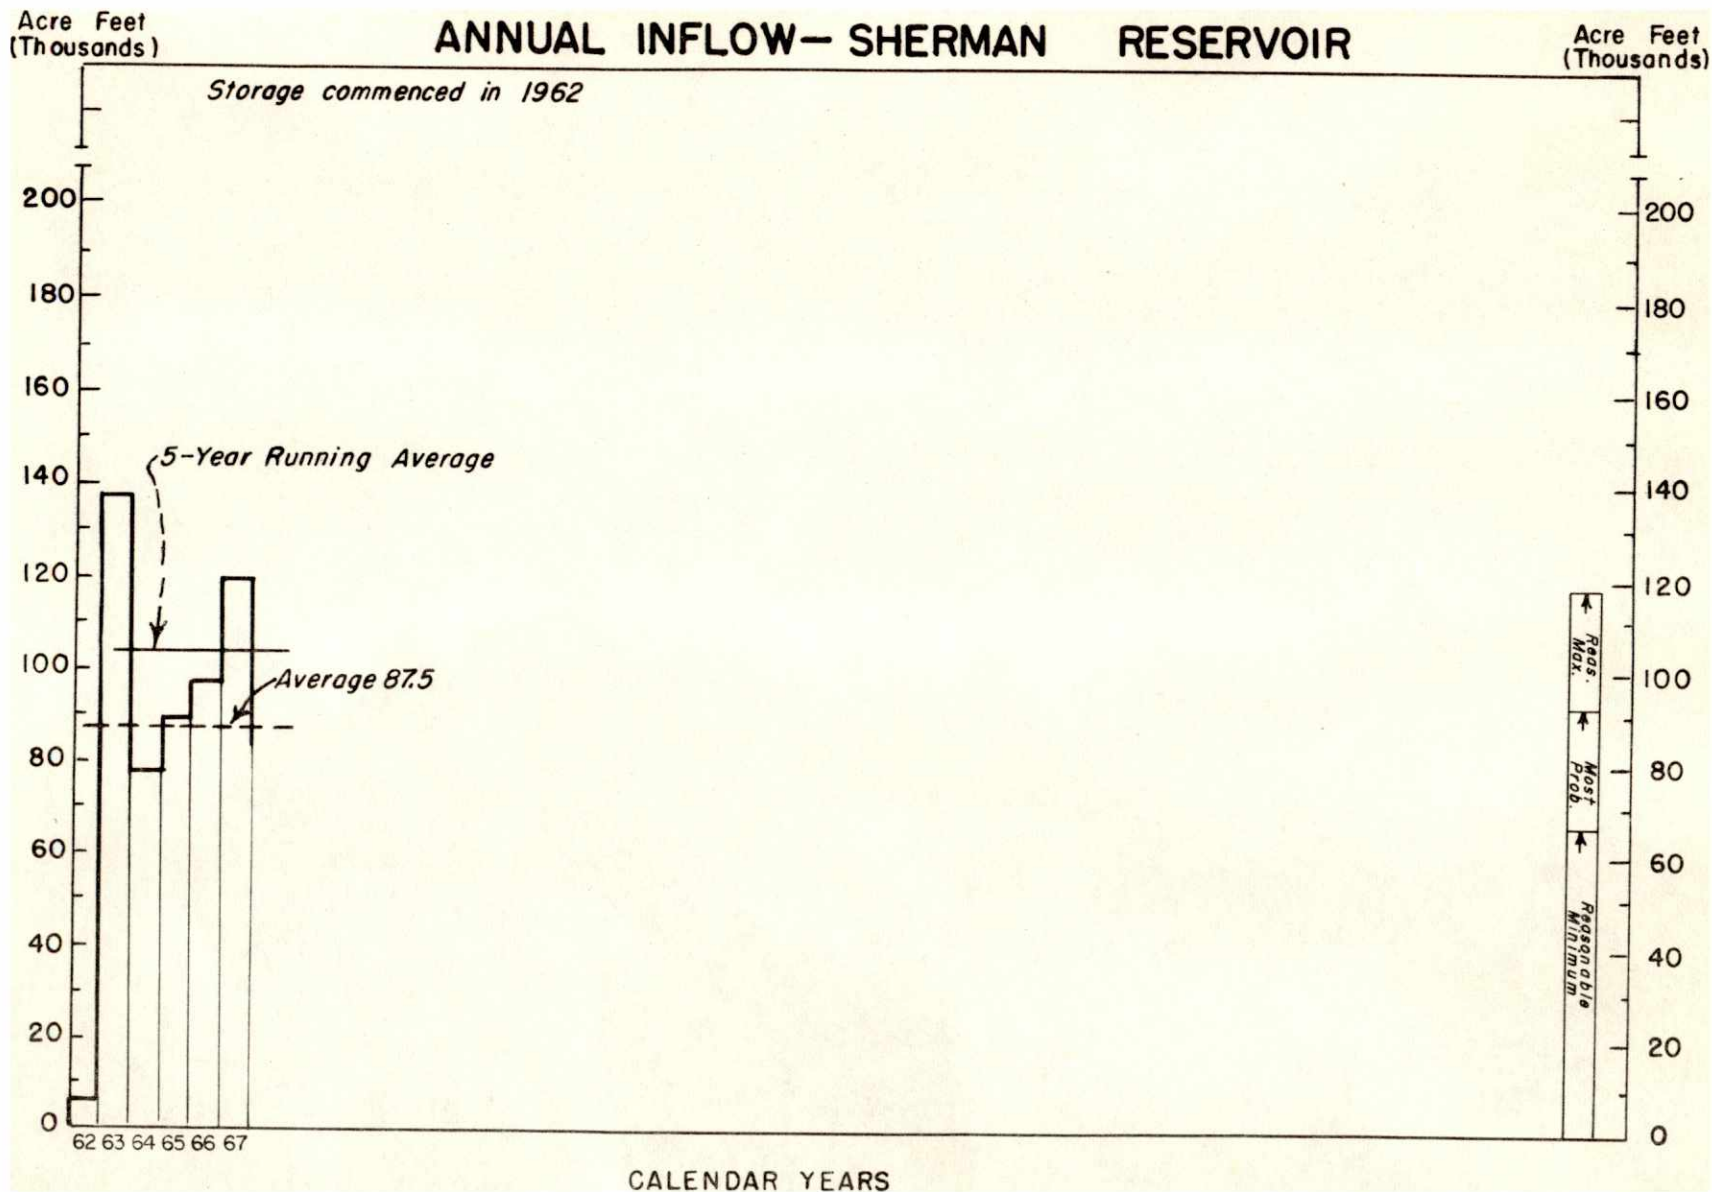 Acre Feet
(Thousands)
ANNUAL INFLOW— SHERMAN RESERVOIR
Acre Feet
(Thousands)
Storage commenced in 1962
200
180
160
140
120
100
80
60
40
20
0
5-Year Running Average
Average 87.5
62 63 64 65 66 67
CALENDAR YEARS
200
180
160
140
120
100
80
60
40
20
0
Reas.
Max.
Most
Prob.
Reasonable
Minimum